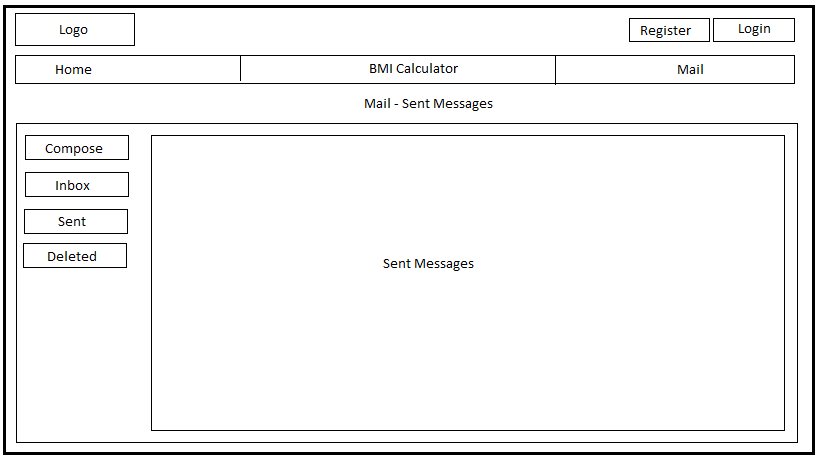 Logo
Register
Login
Home
BMI Calculator
Mail
Mail - Sent Messages
Compose
Inbox
Sent
Deleted
Sent Messages